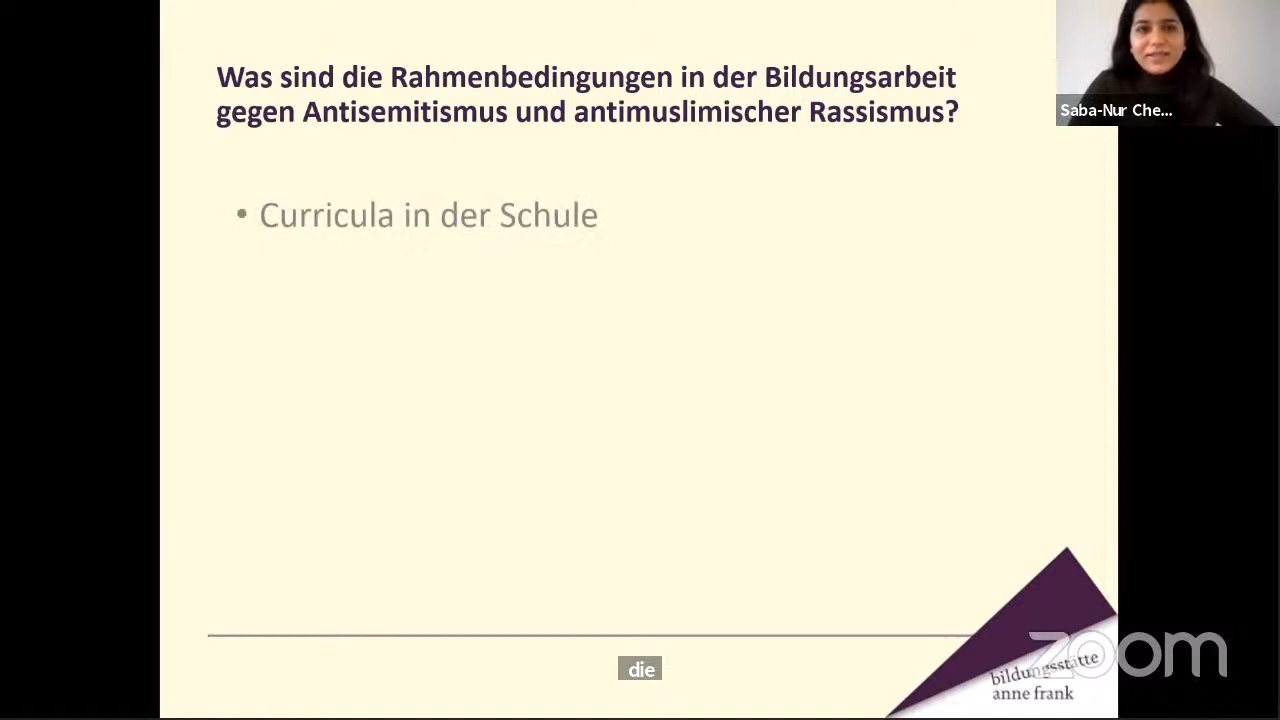 Was sind die Rahmenbedingungen in der Bildungsarbeit
gegen Antisemitismus und antimuslimischer Rassismus?
Saba-Nur Che...
• Curricula in der Schule
die
zoom
bildungsstätte
anne frank